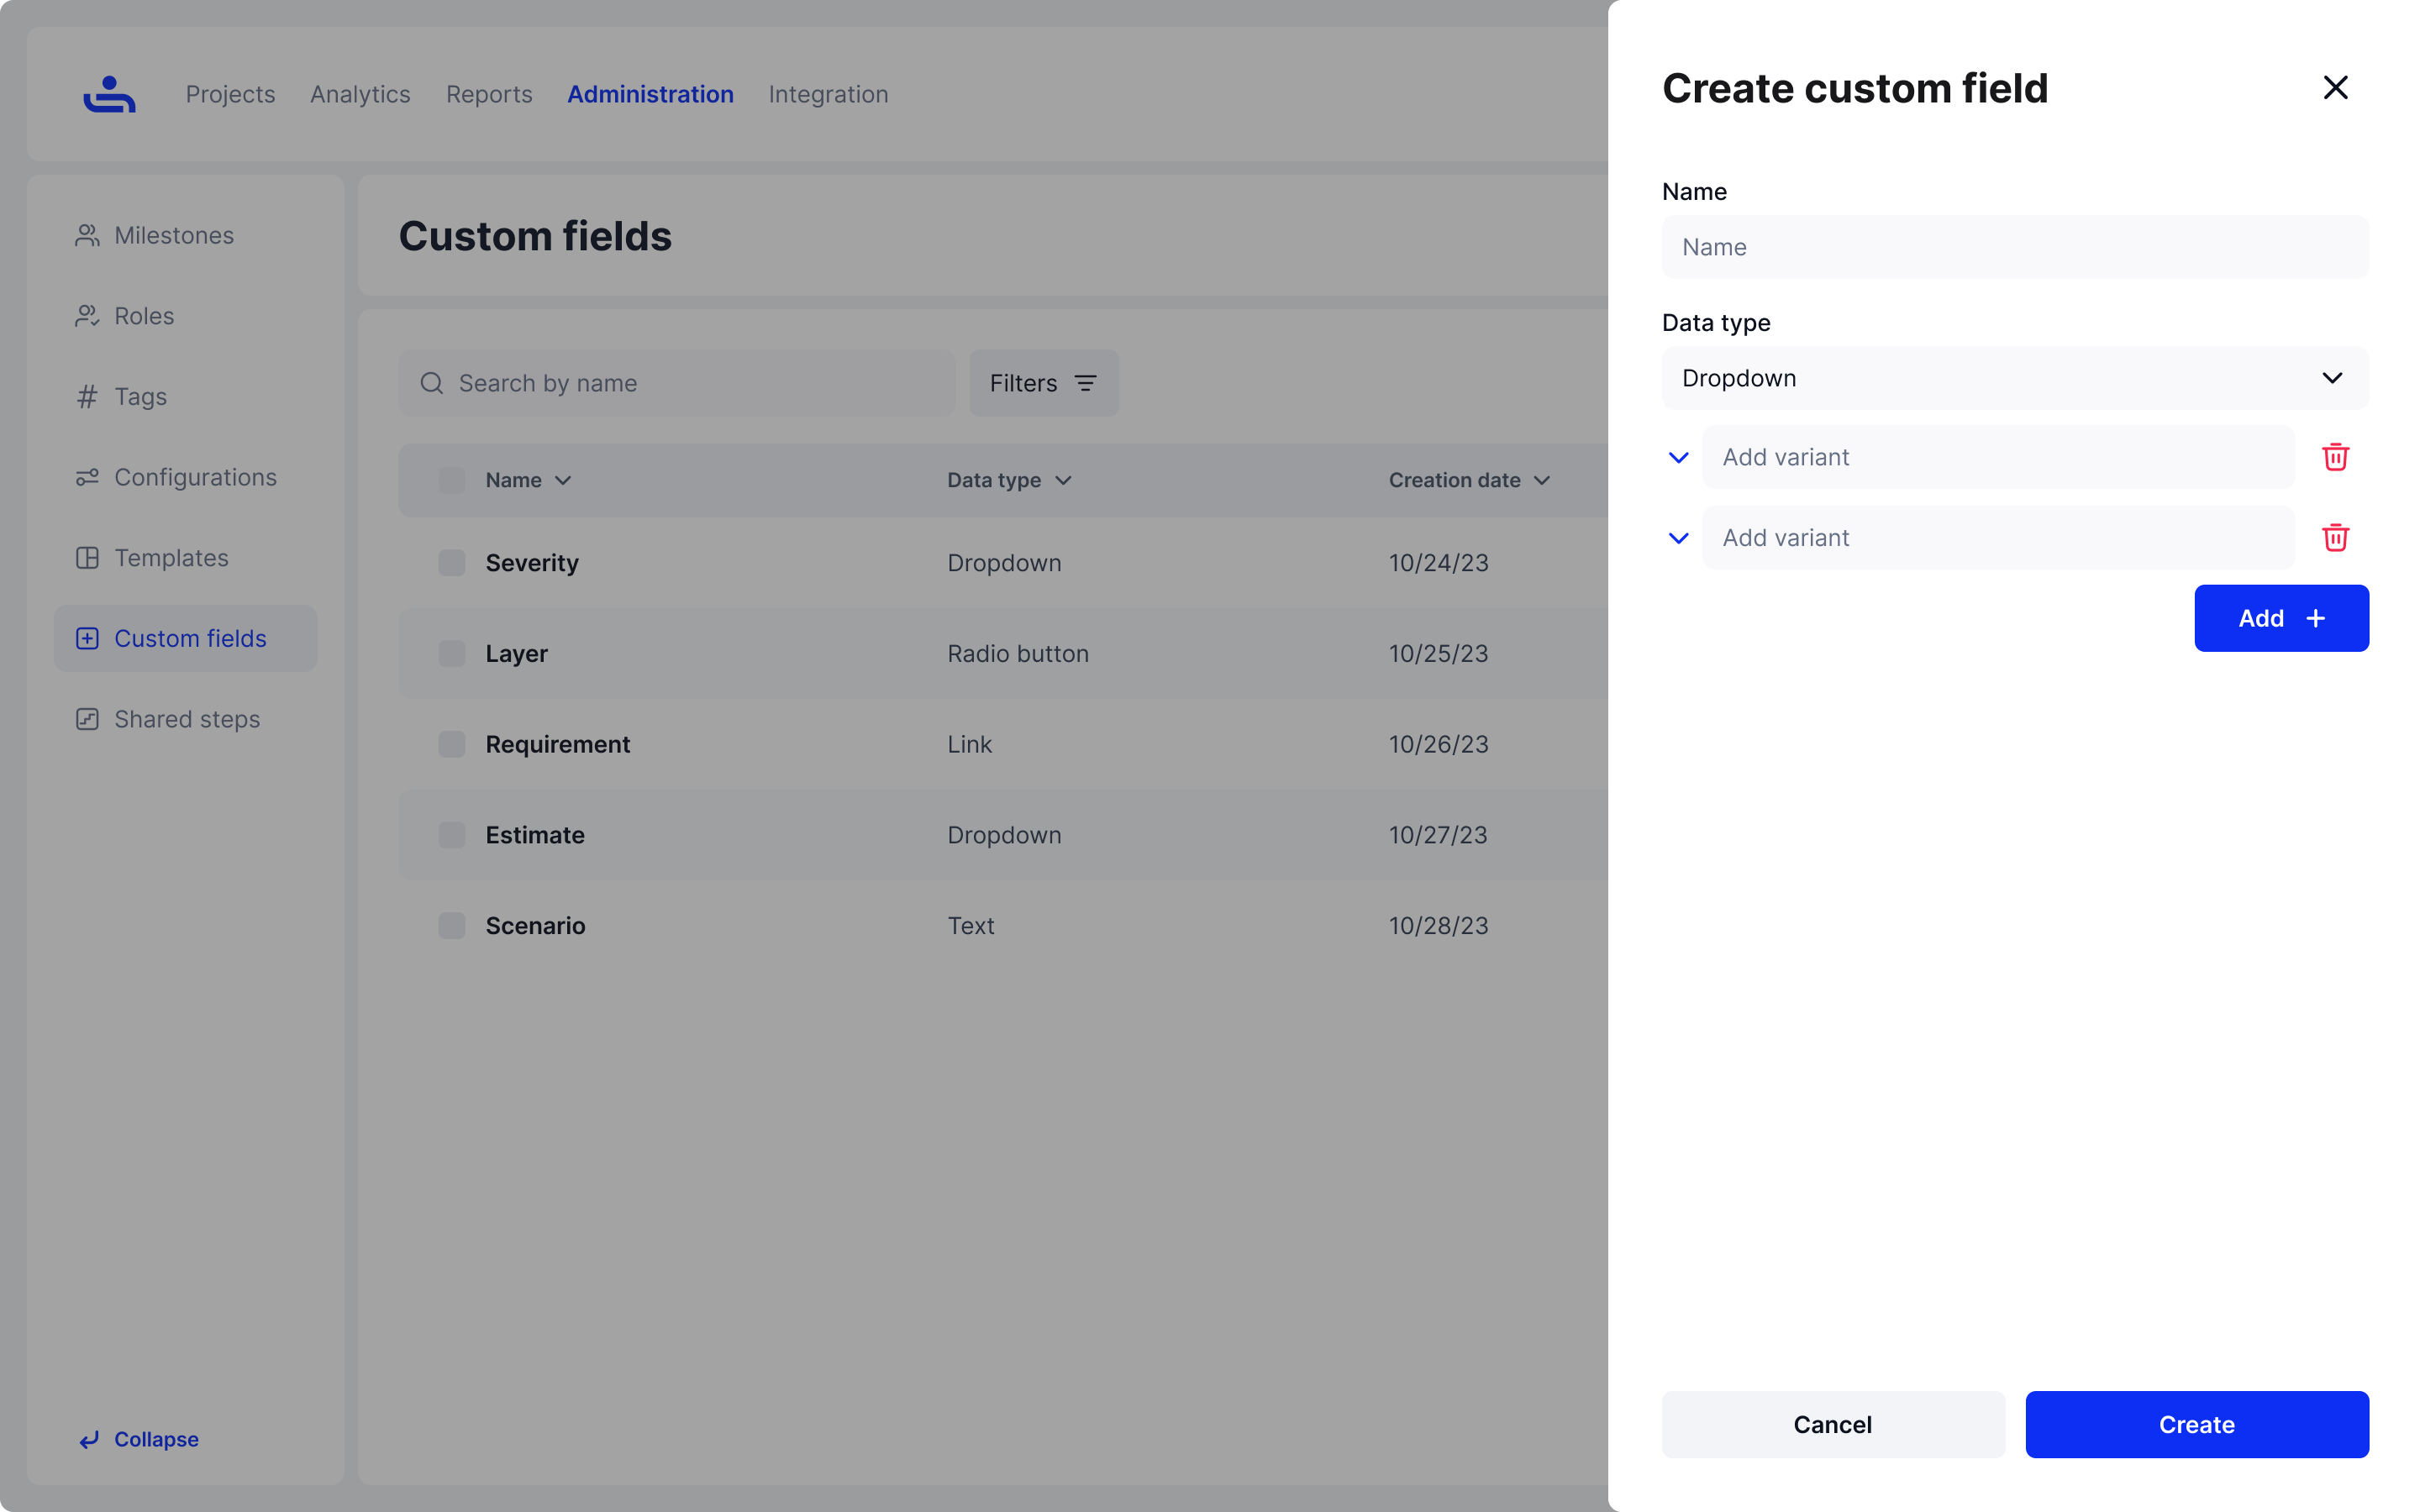 Projects Analytics Reports Administration Integration
Milestones
Roles
Tags
Configurations
Templates
Custom fields
Shared steps
Collapse
Custom fields
Search by name
Filters
Name Data type Creation date
Severity Dropdown 10/24/23
Layer Radio button 10/25/23
Requirement Link 10/26/23
Estimate Dropdown 10/27/23
Scenario Text 10/28/23
Create custom field
Name
Name
Data type
Dropdown
Add variant
Add variant
Add
Cancel
Create